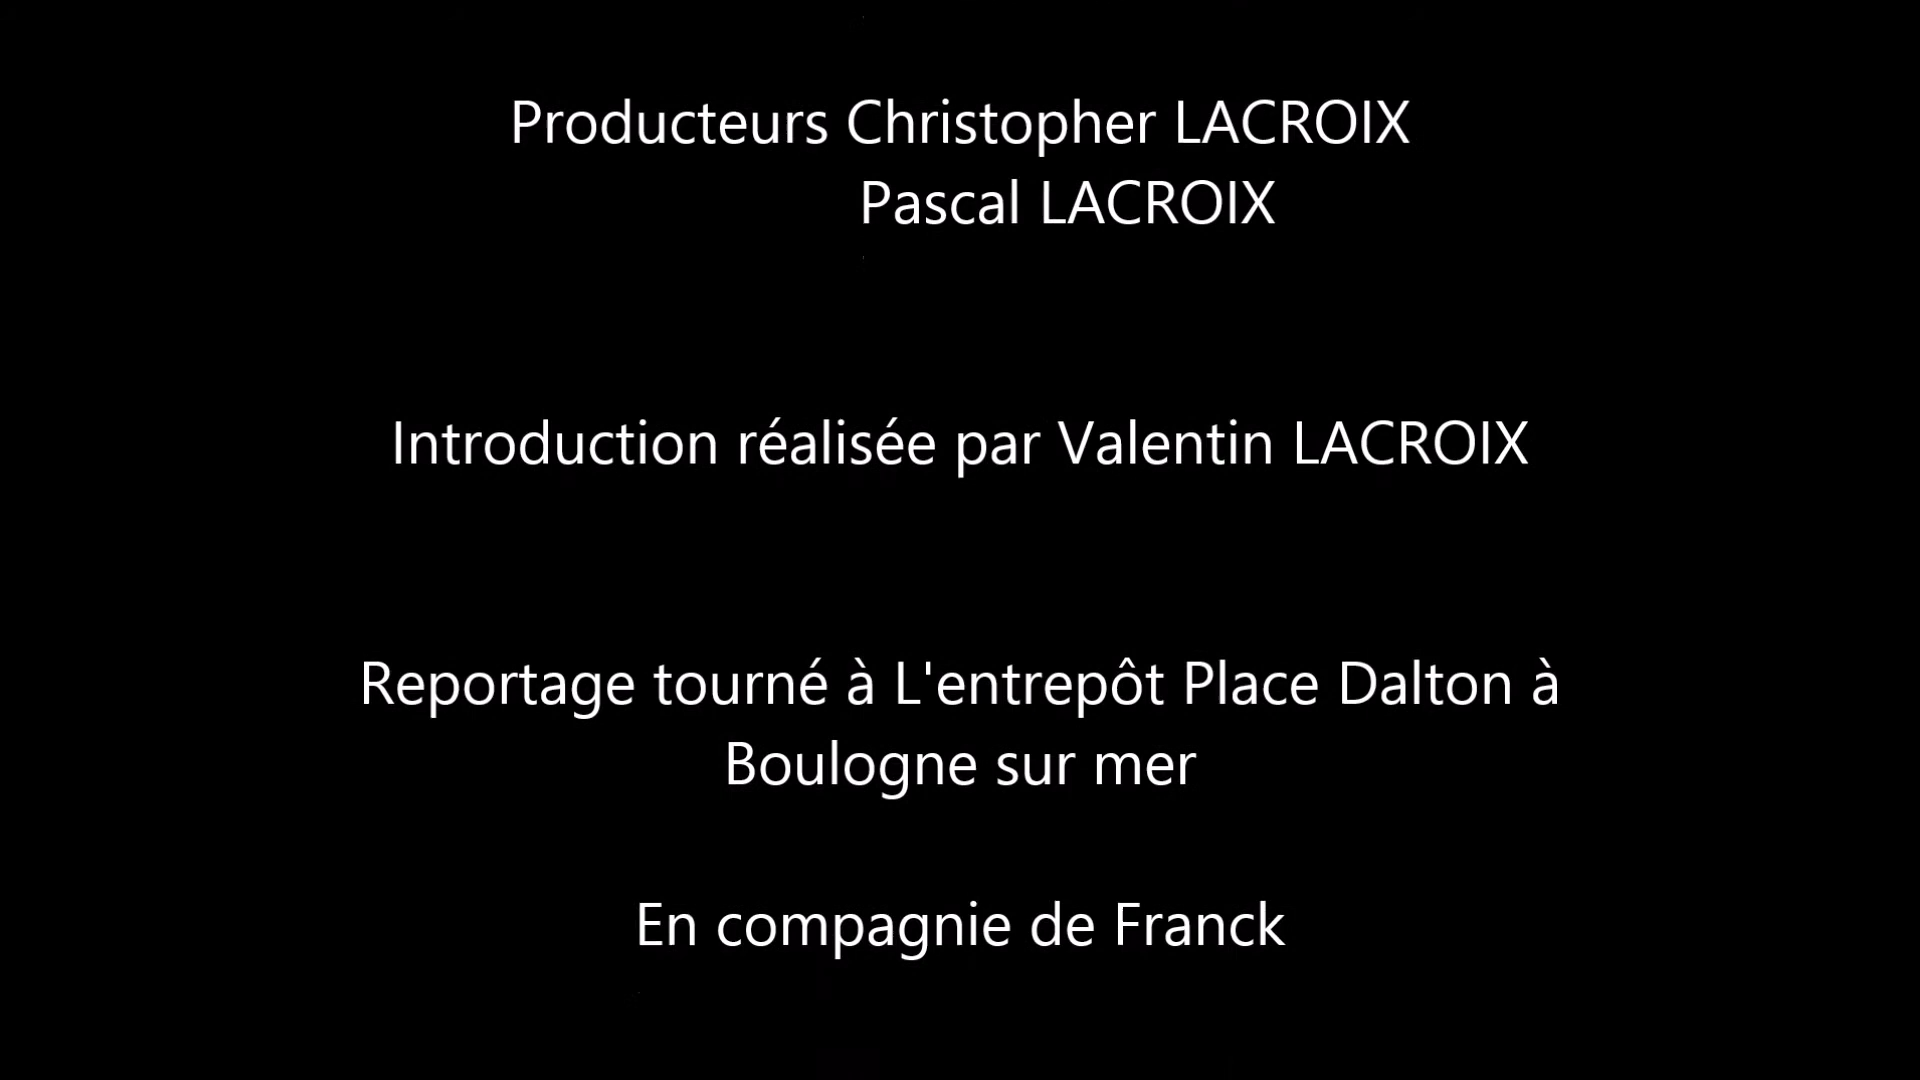 Producteurs Christopher LACROIX
Pascal LACROIX
Introduction réalisée par Valentin LACROIX
Reportage tourné à L'entrepôt Place Dalton à
Boulogne sur mer
En compagnie de Franck